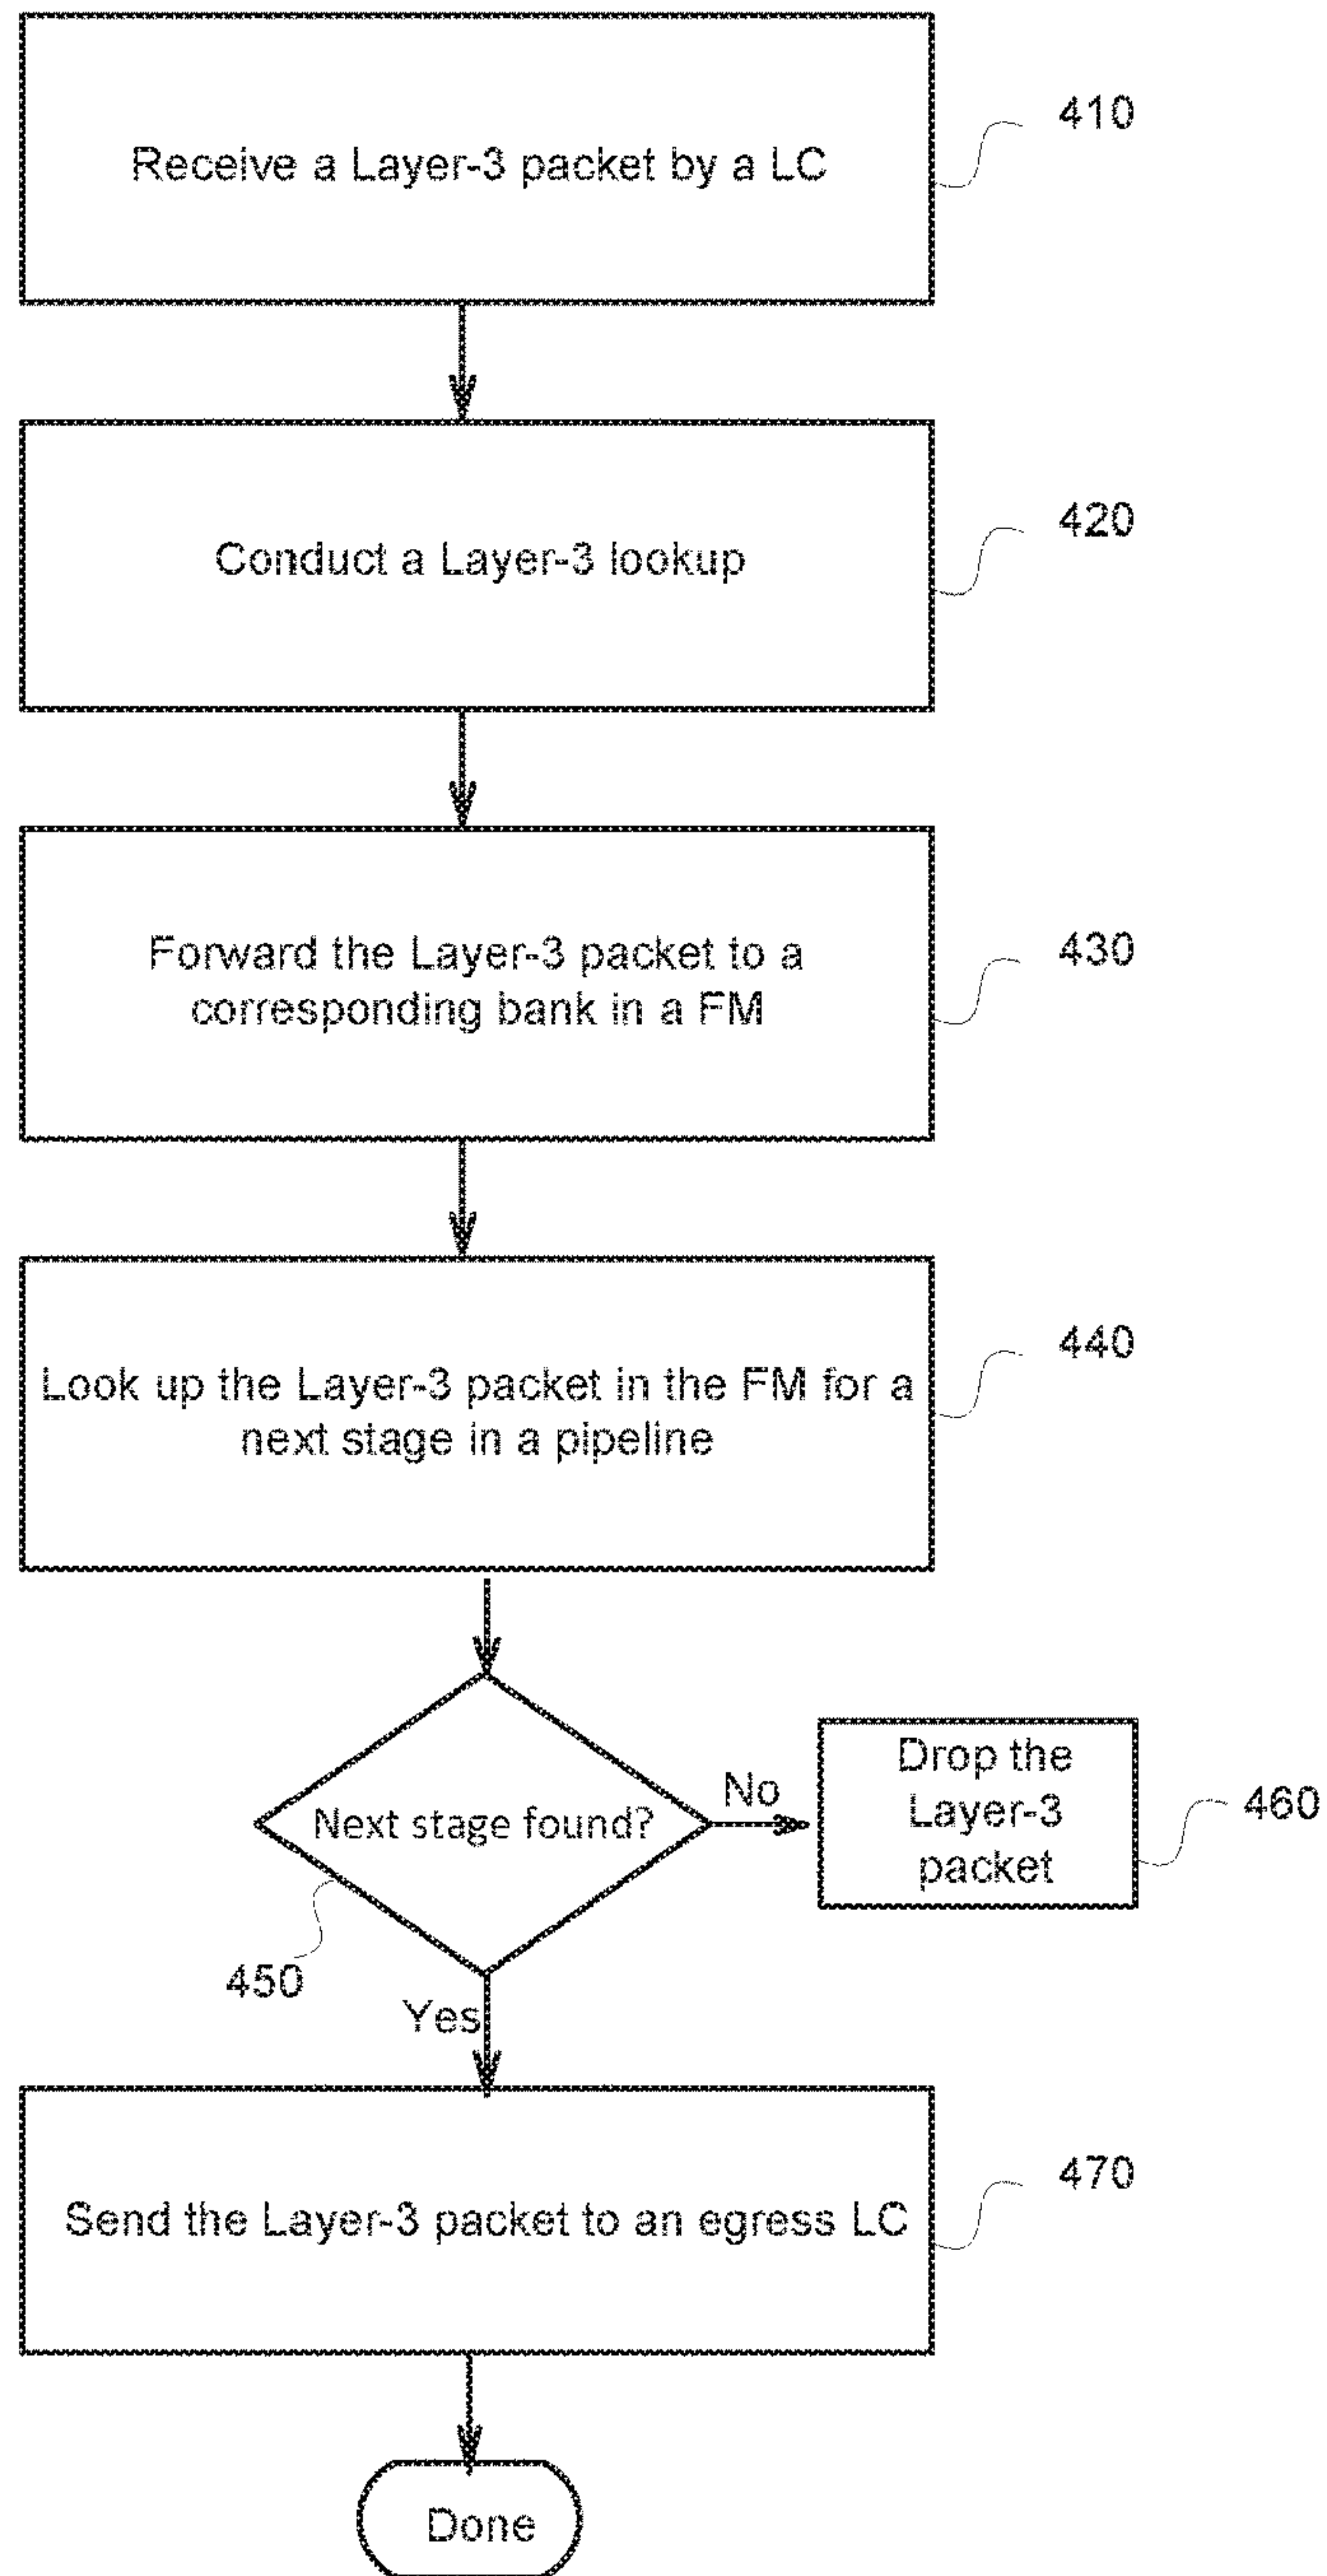 Receive a Layer-3 packet by a LC
410
Conduct a Layer-3 lookup
420
Forward the Layer-3 packet to a
corresponding bank in a FM
430
Look up the Layer-3 packet in the FM for a
next stage in a pipeline
440
Next stage found?
450
No
Drop the
Layer-3
packet
460
Yes
Send the Layer-3 packet to an egress LC
470
Done